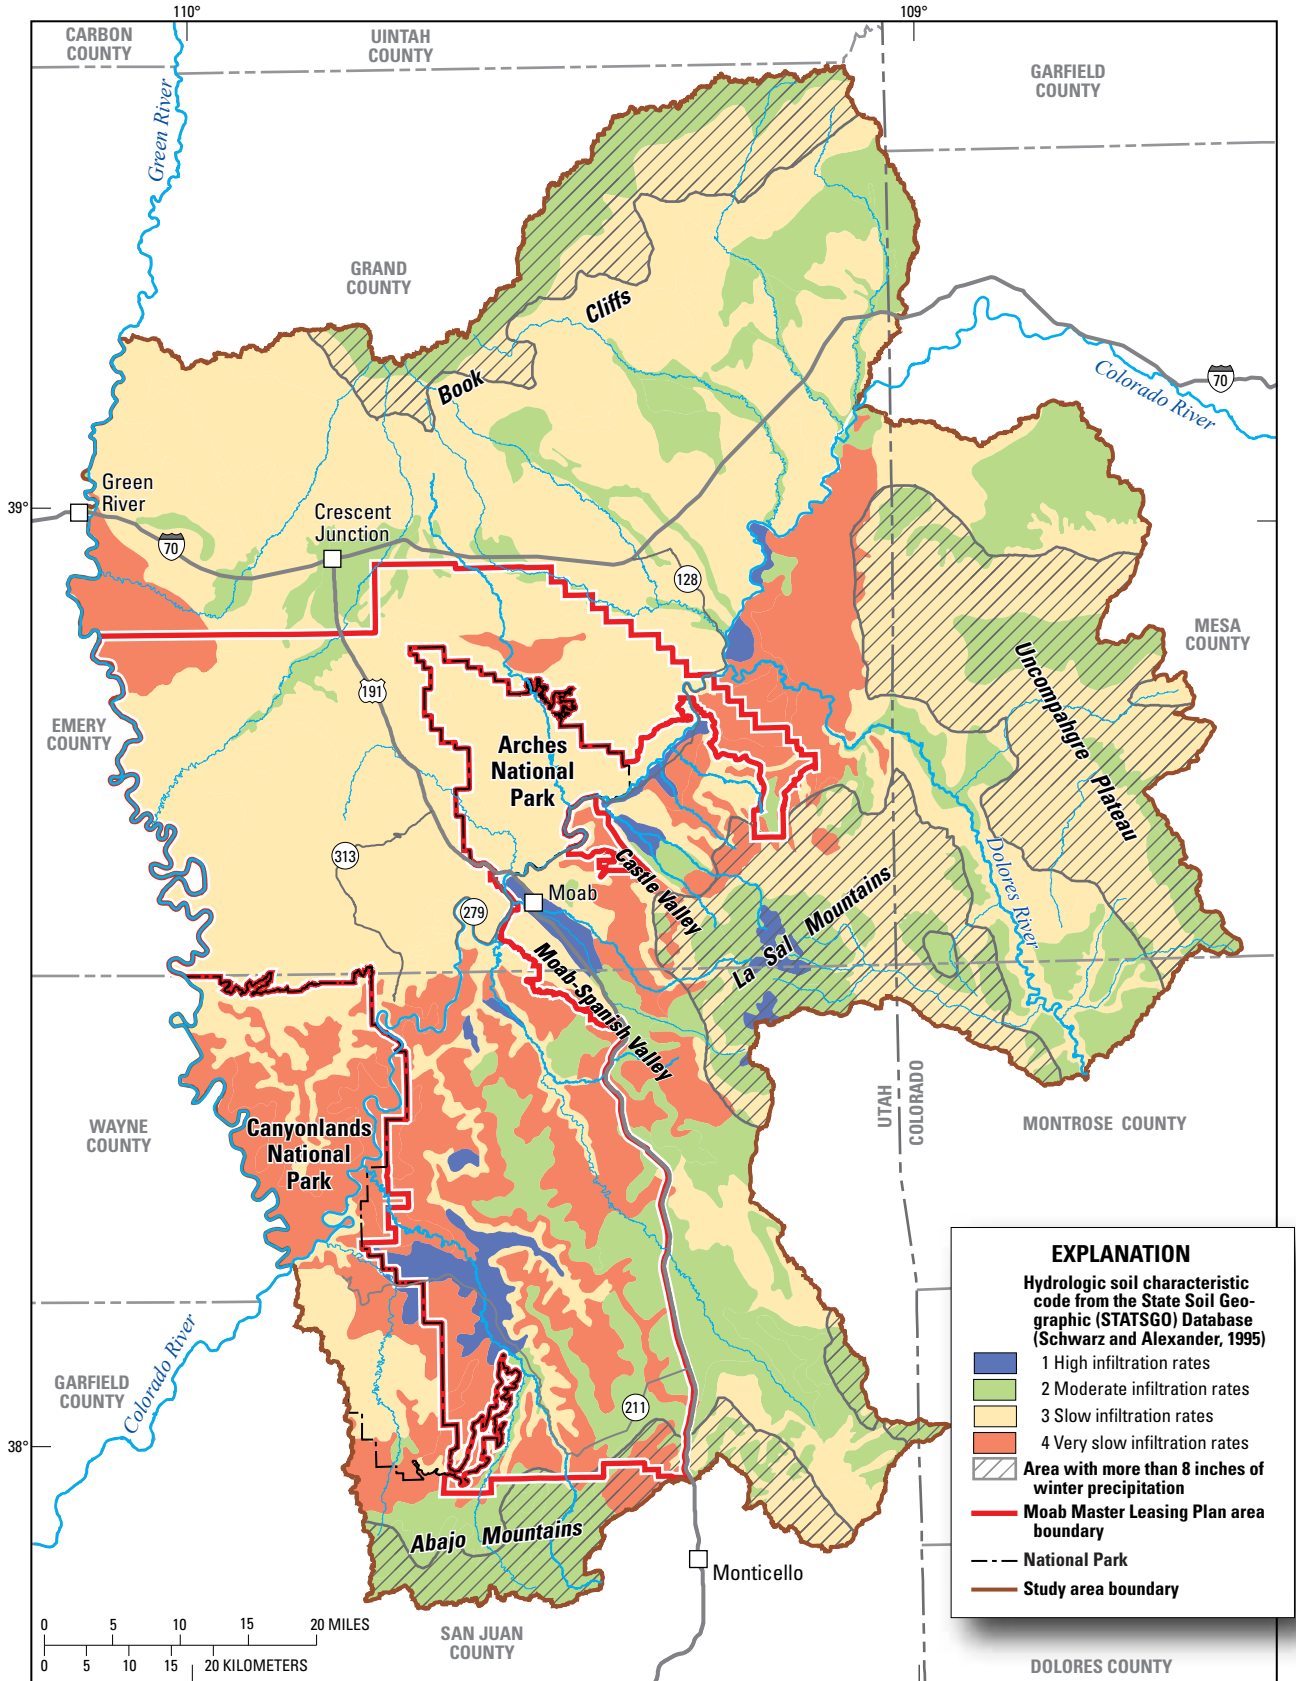 110°
109°
CARBON
COUNTY
UINTAH
COUNTY
GARFIELD
COUNTY
Green River
GRAND
COUNTY
Cliffs
Book
70
Colorado River
Green
River
39°
Crescent
Junction
70
128
MESA
COUNTY
Uncompahgre Plateau
191
EMERY
COUNTY
Arches
National
Park
313
Castle Valley
Dolores River
Moab
279
La Sal Mountains
Moab-Spanish Valley
UTAH
COLORADO
WAYNE
COUNTY
Canyonlands
National
Park
MONTROSE COUNTY
Colorado River
GARFIELD
COUNTY
211
38°
Abajo Mountains
Monticello
EXPLANATION
Hydrologic soil characteristic
code from the State Soil Geo-
graphic (STATSGO) Database
(Schwarz and Alexander, 1995)
1 High infiltration rates
2 Moderate infiltration rates
3 Slow infiltration rates
4 Very slow infiltration rates
Area with more than 8 inches of
winter precipitation
Moab Master Leasing Plan area
boundary
National Park
Study area boundary
0 5 10 15 20 MILES
0 5 10 15 20 KILOMETERS
SAN JUAN
COUNTY
DOLORES COUNTY